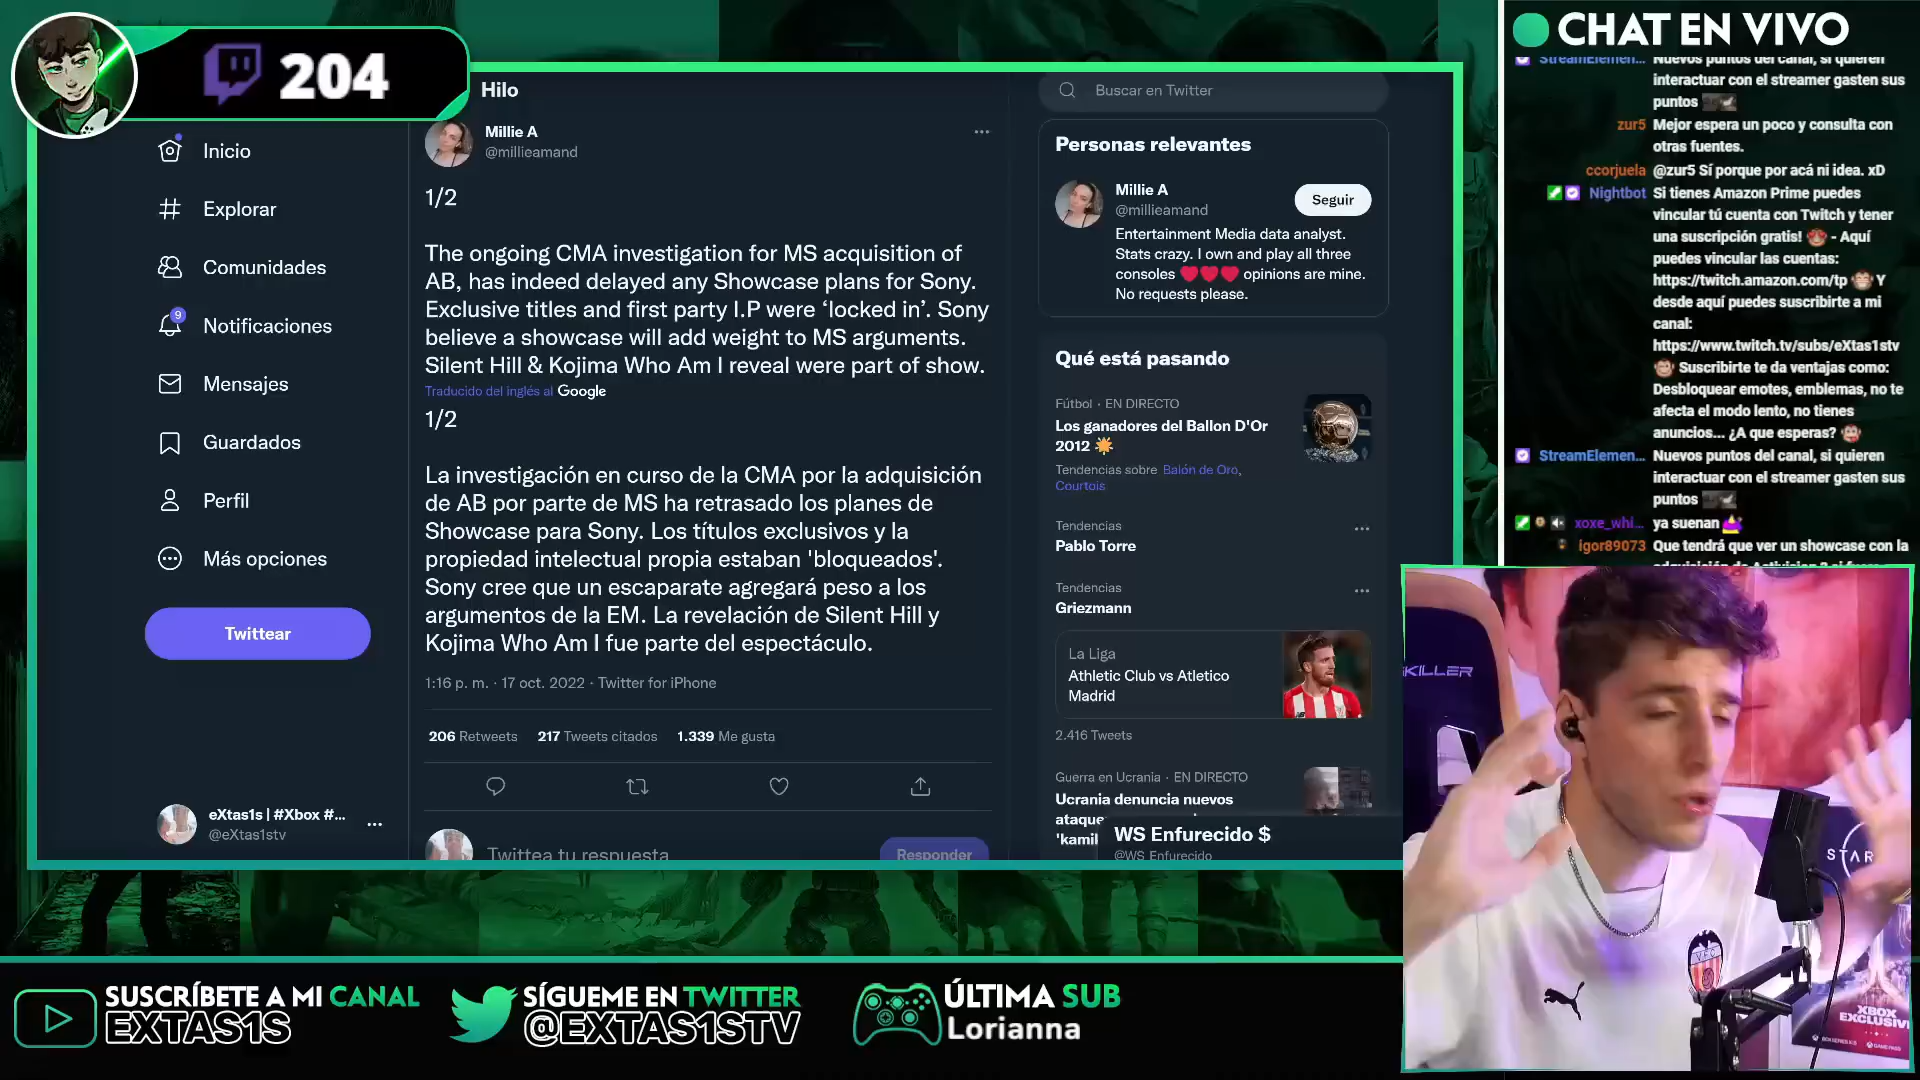 204
Hilo
Inicio
Explorar
Comunidades
9
Notificaciones
Mensajes
Guardados
Perfil
Más opciones
Twittear
eXtas1s | #Xbox #...
@eXtas1stv
Millie A
@millieamand
1/2
The ongoing CMA investigation for MS acquisition of
AB, has indeed delayed any Showcase plans for Sony.
Exclusive titles and first party I.P were ‘locked in’. Sony
believe a showcase will add weight to MS arguments.
Silent Hill & Kojima Who Am I reveal were part of show.
Traducido del inglés al Google
1/2
La investigación en curso de la CMA por la adquisición
de AB por parte de MS ha retrasado los planes de
Showcase para Sony. Los títulos exclusivos y la
propiedad intelectual propia estaban 'bloqueados'.
Sony cree que un escaparate agregará peso a los
argumentos de la EM. La revelación de Silent Hill y
Kojima Who Am I fue parte del espectáculo.
1:16 p. m. · 17 oct. 2022 · Twitter for iPhone
206 Retweets 217 Tweets citados 1.339 Me gusta
Twittea tu respuesta
Responder
Buscar en Twitter
Personas relevantes
Millie A
@millieamand
Seguir
Entertainment Media data analyst.
Stats crazy. I own and play all three
consoles ❤❤❤ opinions are mine.
No requests please.
Qué está pasando
Fútbol · EN DIRECTO
Los ganadores del Ballon D'Or
2012
Tendencias sobre Balón de Oro,
Courtois
Tendencias
Pablo Torre
Tendencias
Griezmann
La Liga
Athletic Club vs Atletico
Madrid
2.416 Tweets
Guerra en Ucrania · EN DIRECTO
Ucrania denuncia nuevos
WS Enfurecido $
@WS_Enfurecido
CHAT EN VIVO
StreamElemen... Nuevos puntos del canal, si quieren
interactuar con el streamer gasten sus
puntos
zur5 Mejor espera un poco y consulta con
otras fuentes.
ccorjuela @zur5 Sí porque por acá ni idea. xD
Nightbot Si tienes Amazon Prime puedes
vincular tú cuenta con Twitch y tener
una suscripción gratis! - Aquí
puedes vincular las cuentas:
https://twitch.amazon.com/tp Y
desde aquí puedes suscribirte a mi
canal:
https://www.twitch.tv/subs/eXtas1stv
Suscribirte te da ventajas como:
Desbloquear emotes, emblemas, no te
afecta el modo lento, no tienes
anuncios... ¿A que esperas?
StreamElemen... Nuevos puntos del canal, si quieren
interactuar con el streamer gasten sus
puntos
xoxe_whi... ya suenan
igor89073 Que tendrá que ver un showcase con la
KILLER
STAR
VFC
XBOX
SUSCRÍBETE A MI CANAL
EXTAS1S
SÍGUEME EN TWITTER
@EXTAS1STV
ÚLTIMA SUB
Lorianna